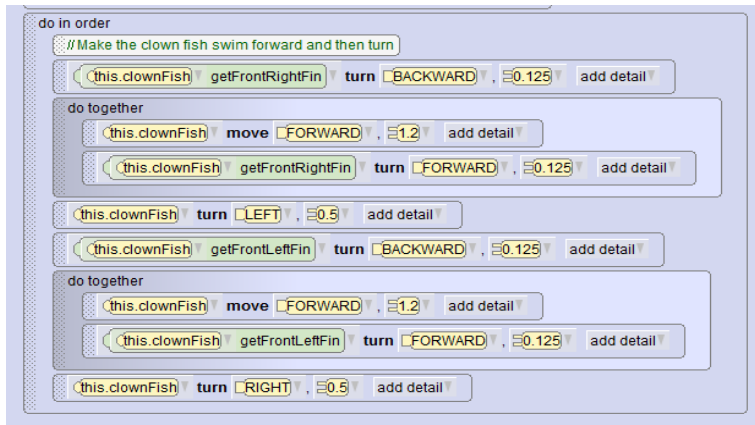 do in order
//Make the clown fish swim forward and then turn
this.clownFish getFrontRightFin turn BACKWARD , 0.125 add detail
do together
this.clownFish move FORWARD , 1.2 add detail
this.clownFish getFrontRightFin turn FORWARD , 0.125 add detail
this.clownFish turn LEFT , 0.5 add detail
this.clownFish getFrontLeftFin turn BACKWARD , 0.125 add detail
do together
this.clownFish move FORWARD , 1.2 add detail
this.clownFish getFrontLeftFin turn FORWARD , 0.125 add detail
this.clownFish turn RIGHT , 0.5 add detail